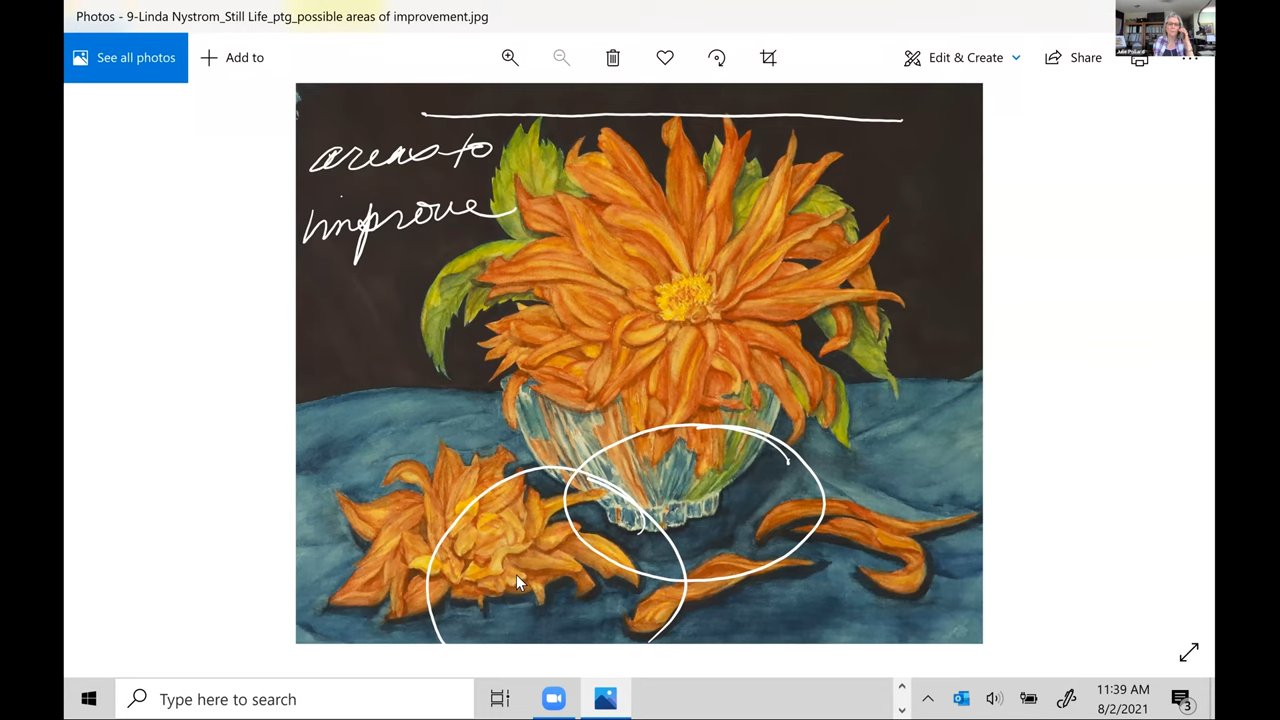 Photos - 9-Linda Nystrom_Still Life_ptg_possible areas of improvement.jpg
See all photos
Add to
Edit & Create
Share
areas to
improve
Type here to search
11:39 AM
8/2/2021
3